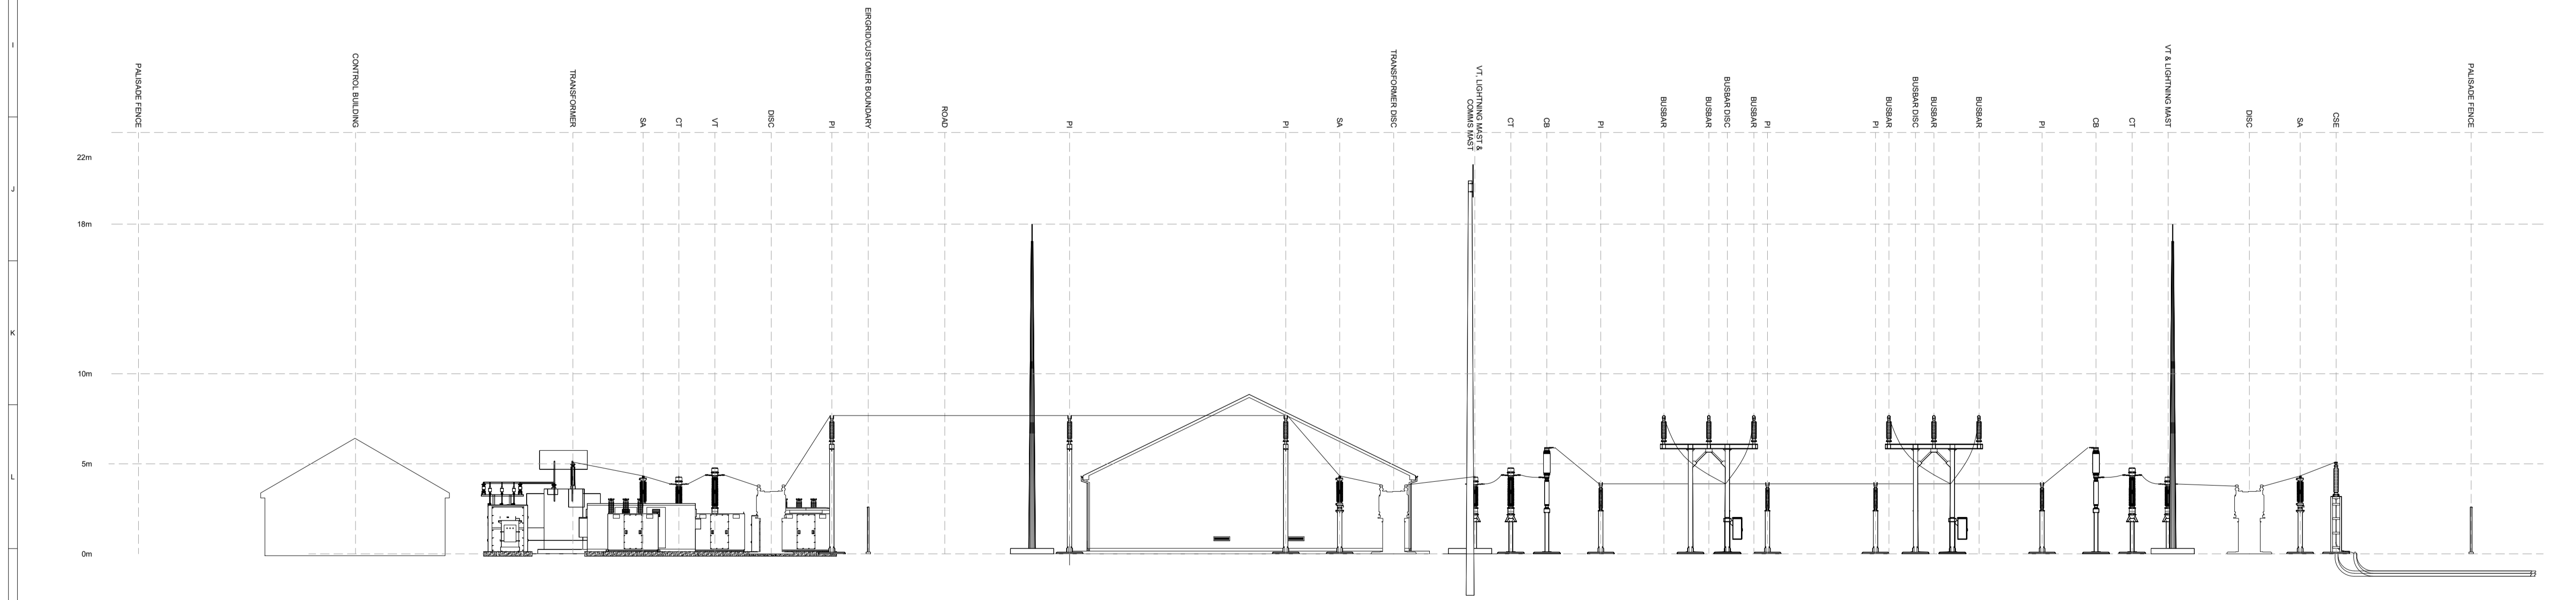 I
J
K
L
22m
18m
10m
5m
0m
PALISADE FENCE
CONTROL BUILDING
TRANSFORMER
SA
CT
VT
DISC
PI
EIRGRID/CUSTOMER BOUNDARY
ROAD
PI
PI
SA
TRANSFORMER DISC
VT, LIGHTNING MAST &
COMMS MAST
CT
CB
PI
BUSBAR
BUSBAR
BUSBAR DISC
BUSBAR
PI
PI
BUSBAR
BUSBAR DISC
BUSBAR
BUSBAR
PI
CB
CT
VT & LIGHTNING MAST
DISC
SA
CSE
PALISADE FENCE